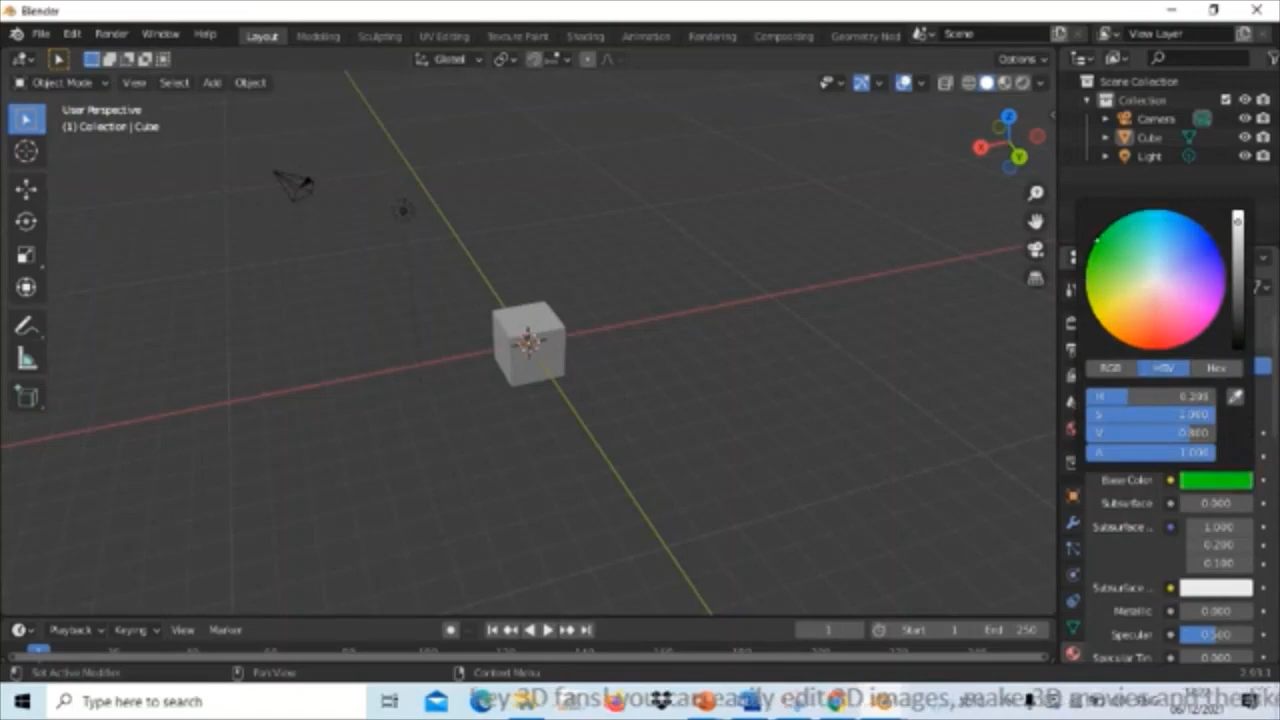 Blender
File Edit Render Window Help Layout Modeling Sculpting UV Editing Texture Paint Shading Animation Rendering Compositing Geometry Nod Scene View Layer
Global Options
Object Mode View Select Add Object
User Perspective
(1) Collection | Cube
Scene Collection
Collection
Camera
Cube
Light
X Y Z
RGB HSV Hex
H
S 1.000
V 0.800
A 1.000
Base Color
Subsurface 0.000
Subsurface... 1.000
0.200
0.100
Subsurface...
Metallic 0.000
Specular 0.500
Specular Tin 0.000
Playback Keying View Marker 1 Start 1 End 250
Set Active Modifier Pan View Context Menu 2.93.1
Type here to search
ey 3D fans! you can easily edit 3D images, make 3D movies and the lik
06/12/2021